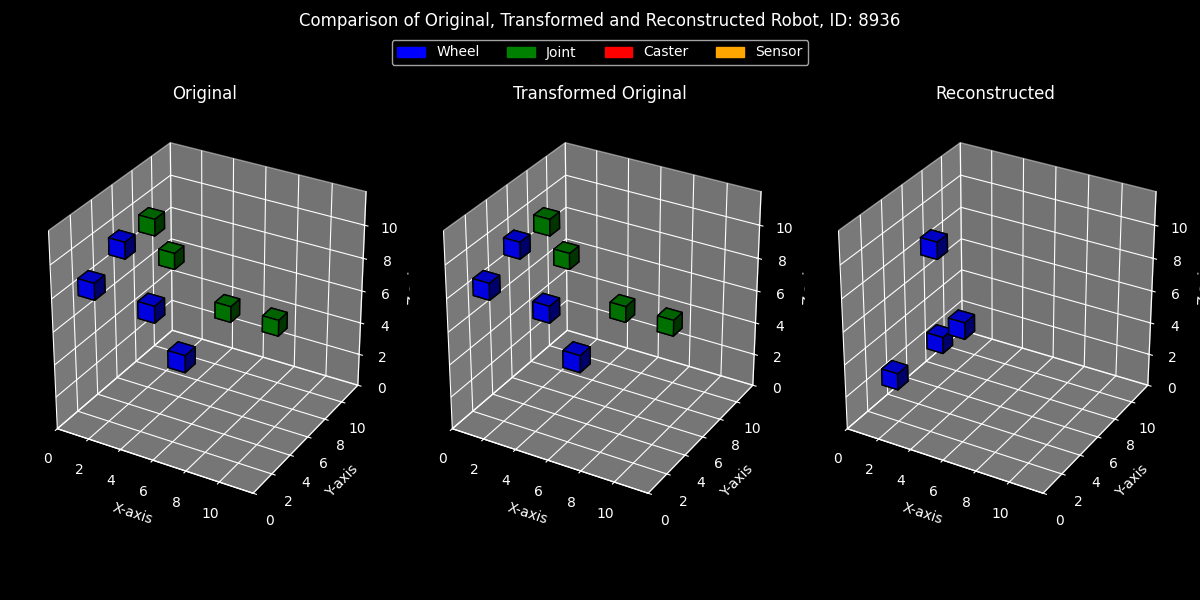 Comparison of Original, Transformed and Reconstructed Robot, ID: 8936
Wheel Joint Caster Sensor
Original
Transformed Original
Reconstructed
0 2 4 6 8 10
X-axis
0 2 4 6 8 10
Y-axis
0 2 4 6 8 10
0 2 4 6 8 10
X-axis
0 2 4 6 8 10
Y-axis
0 2 4 6 8 10
0 2 4 6 8 10
X-axis
0 2 4 6 8 10
Y-axis
0 2 4 6 8 10